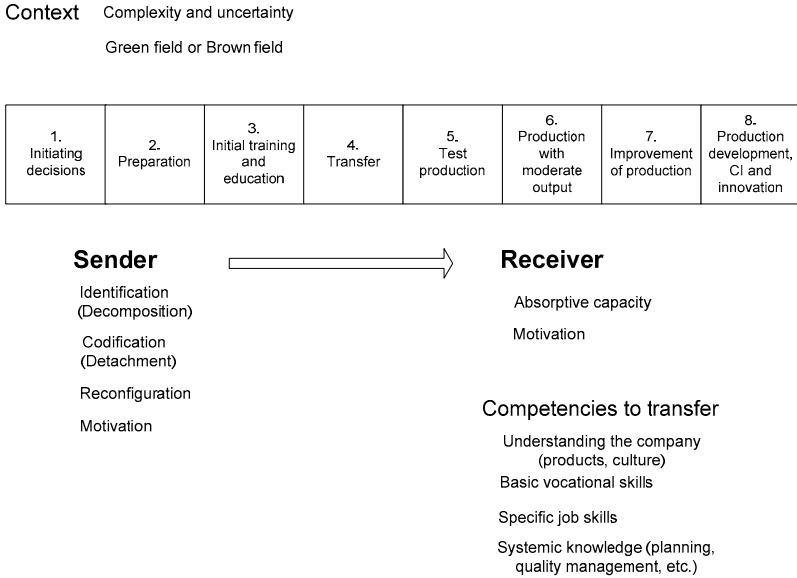 Context
Complexity and uncertainty
Green field or Brown field
1.
Initiating
decisions
2.
Preparation
3.
Initial training
and
education
4.
Transfer
5.
Test
production
6.
Production
with
moderate
output
7.
Improvement
of production
8.
Production
development,
CI and
innovation
Sender
Identification
(Decomposition)
Codification
(Detachment)
Reconfiguration
Motivation
Receiver
Absorptive capacity
Motivation
Competencies to transfer
Understanding the company
(products, culture)
Basic vocational skills
Specific job skills
Systemic knowledge (planning,
quality management, etc.)